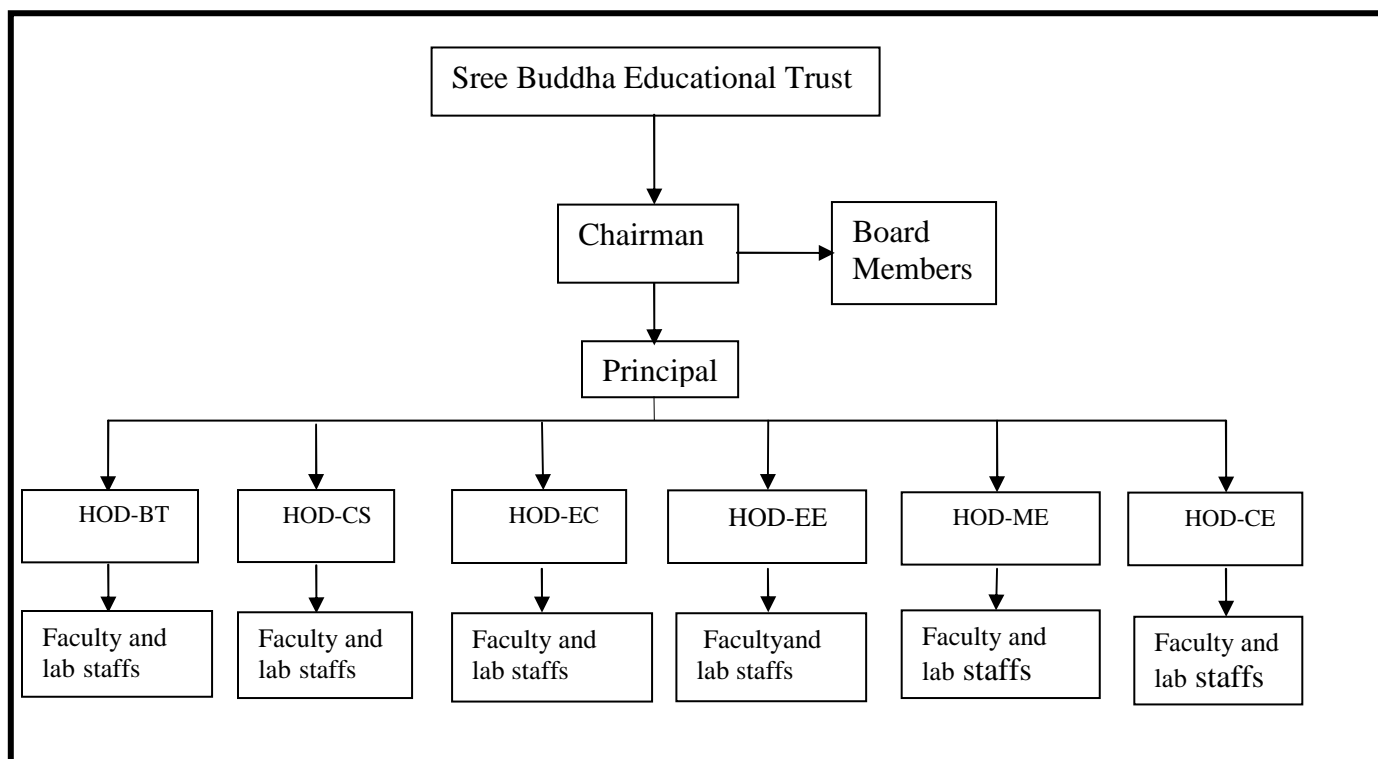 Sree Buddha Educational Trust
Chairman
Board
Members
Principal
HOD-BT
HOD-CS
HOD-EC
HOD-EE
HOD-ME
HOD-CE
Faculty and
lab staffs
Faculty and
lab staffs
Faculty and
lab staffs
Facultyand
lab staffs
Faculty and
lab staffs
Faculty and
lab staffs